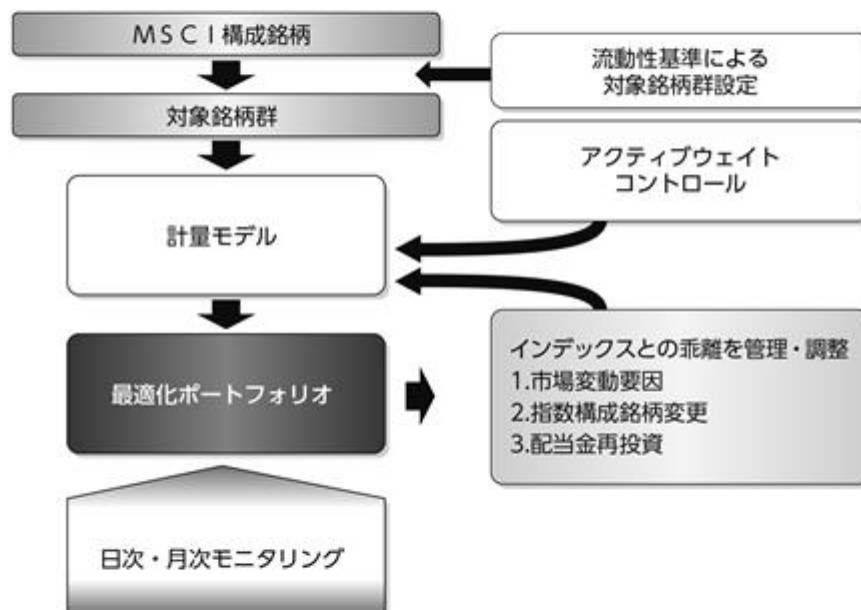 MSCI構成銘柄
流動性基準による
対象銘柄群設定
対象銘柄群
アクティブウェイト
コントロール
計量モデル
最適化ポートフォリオ
インデックスとの乖離を管理・調整
1.市場変動要因
2.指数構成銘柄変更
3.配当金再投資
日次・月次モニタリング